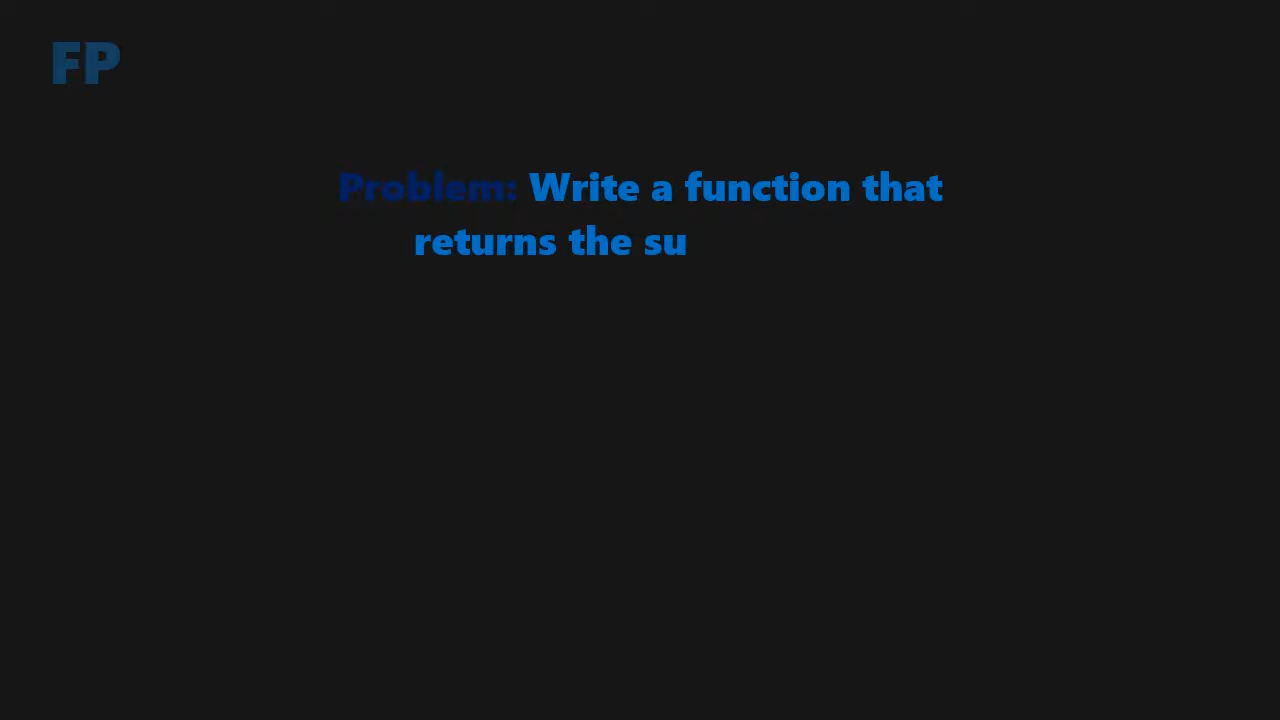 FP
Problem: Write a function that
returns the su